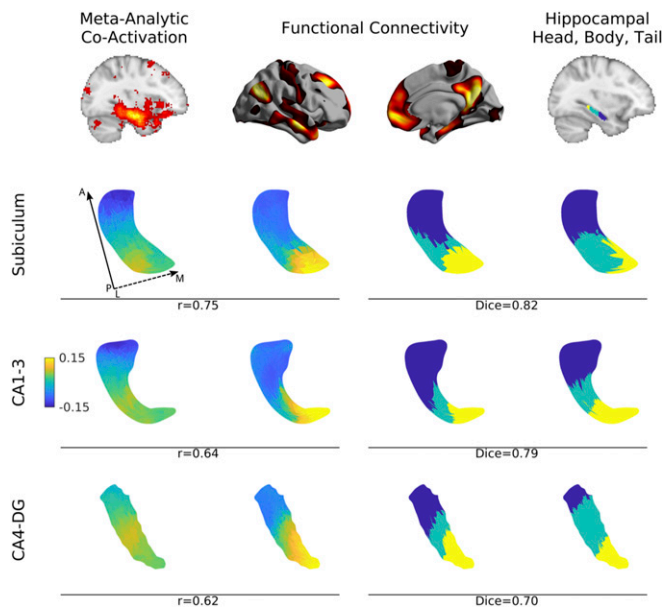 Meta-Analytic
Co-Activation
Functional Connectivity
Hippocampal
Head, Body, Tail
Subiculum
A
P
L
M
r=0.75
Dice=0.82
CA1-3
0.15
-0.15
r=0.64
Dice=0.79
CA4-DG
r=0.62
Dice=0.70